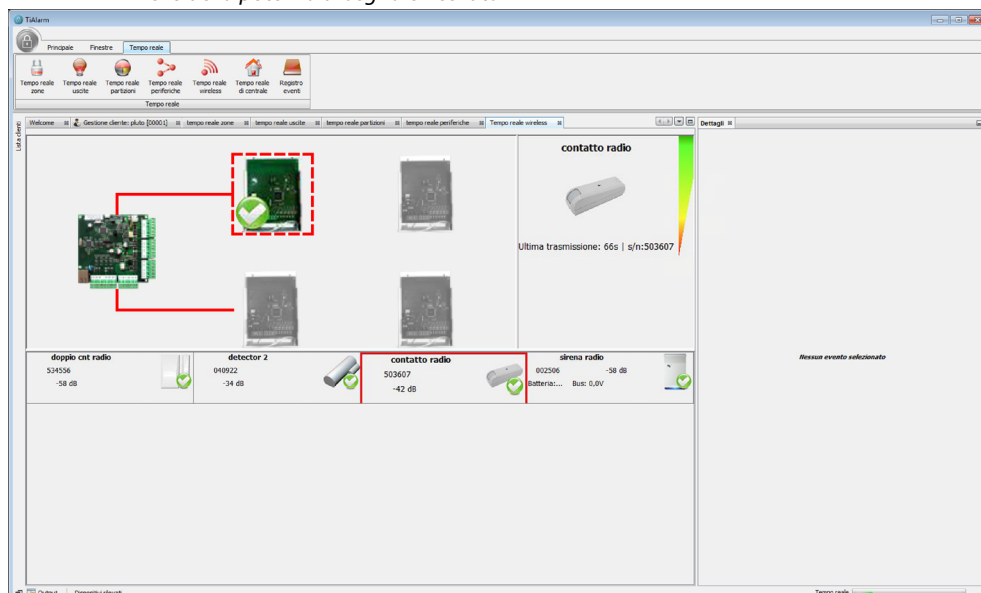 TiAlarm
Principale Finestre Tempo reale
Tempo reale zone
Tempo reale uscite
Tempo reale partizioni
Tempo reale periferiche
Tempo reale wireless
Tempo reale di centrale
Registro eventi
Tempo reale
Lista clienti
Welcome Gestione cliente: pluto [00001] tempo reale zone tempo reale uscite tempo reale partizioni tempo reale periferiche Tempo reale wireless
Dettagli
contatto radio
Ultima trasmissione: 66s | s/n:503607
doppio cnt radio
534556
-58 dB
detector 2
040922
-34 dB
contatto radio
503607
-42 dB
sirena radio
002506 -58 dB
Batteria:... Bus: 0,0V
Nessun evento selezionato
Output
Tempo reale